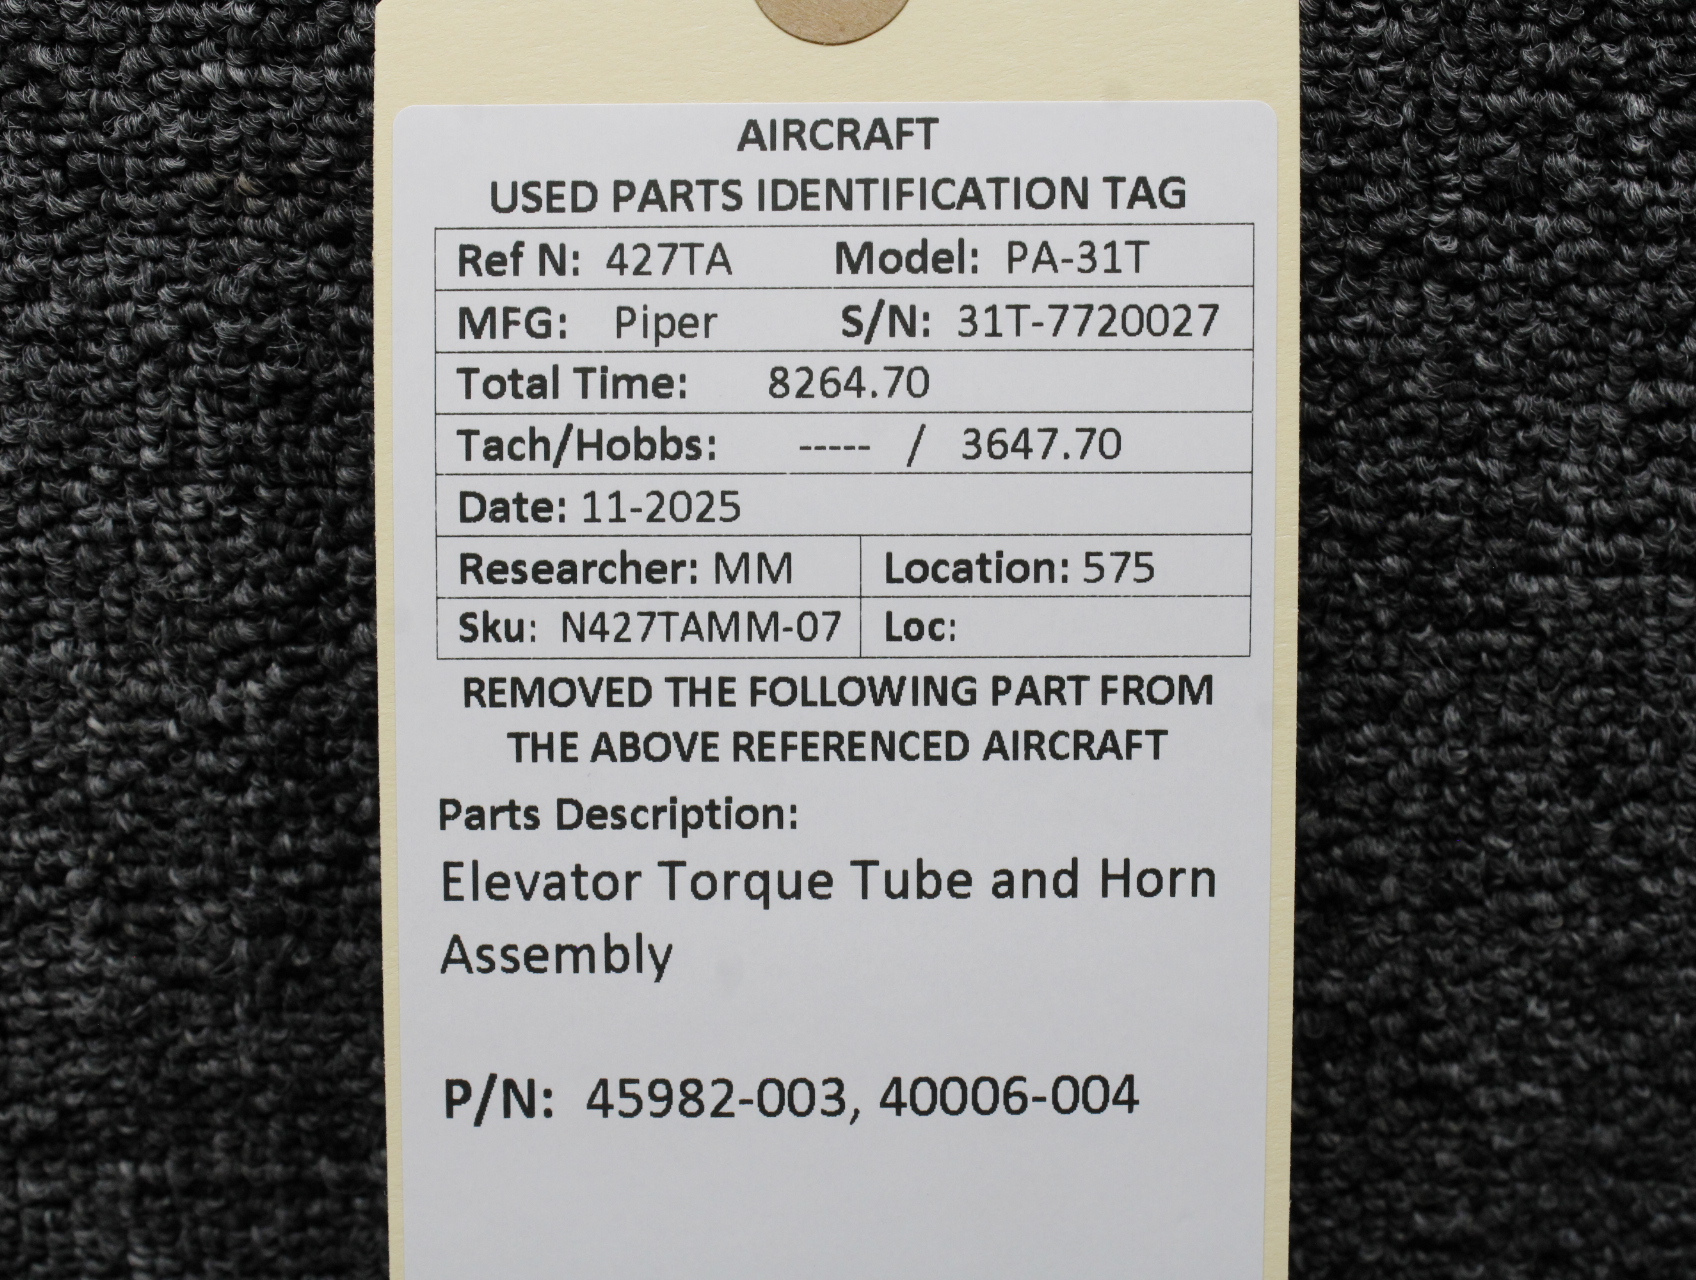 AIRCRAFT
USED PARTS IDENTIFICATION TAG
Ref N: 427TA Model: PA-31T
MFG: Piper S/N: 31T-7720027
Total Time: 8264.70
Tach/Hobbs: ----- / 3647.70
Date: 11-2025
Researcher: MM Location: 575
Sku: N427TAMM-07 Loc:
REMOVED THE FOLLOWING PART FROM
THE ABOVE REFERENCED AIRCRAFT
Parts Description:
Elevator Torque Tube and Horn
Assembly
P/N: 45982-003, 40006-004